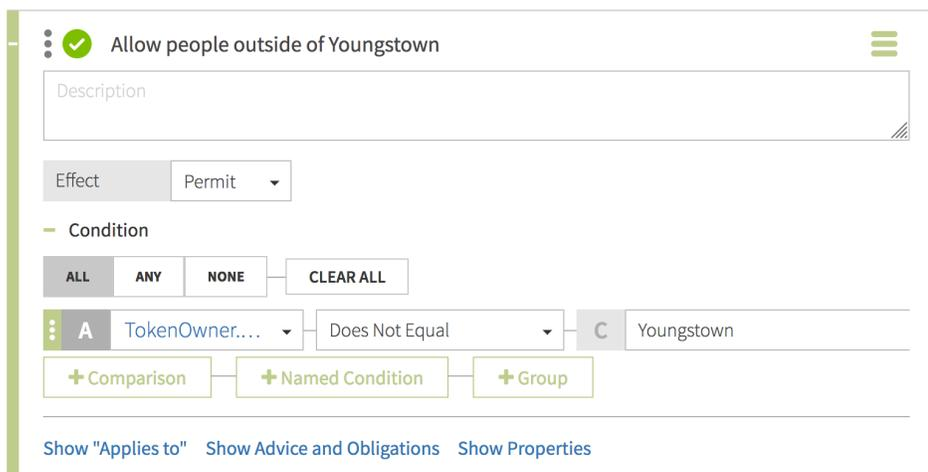 Allow people outside of Youngstown
Description
Effect Permit
Condition
ALL ANY NONE CLEAR ALL
A TokenOwner.... Does Not Equal C Youngstown
+ Comparison + Named Condition + Group
Show "Applies to" Show Advice and Obligations Show Properties